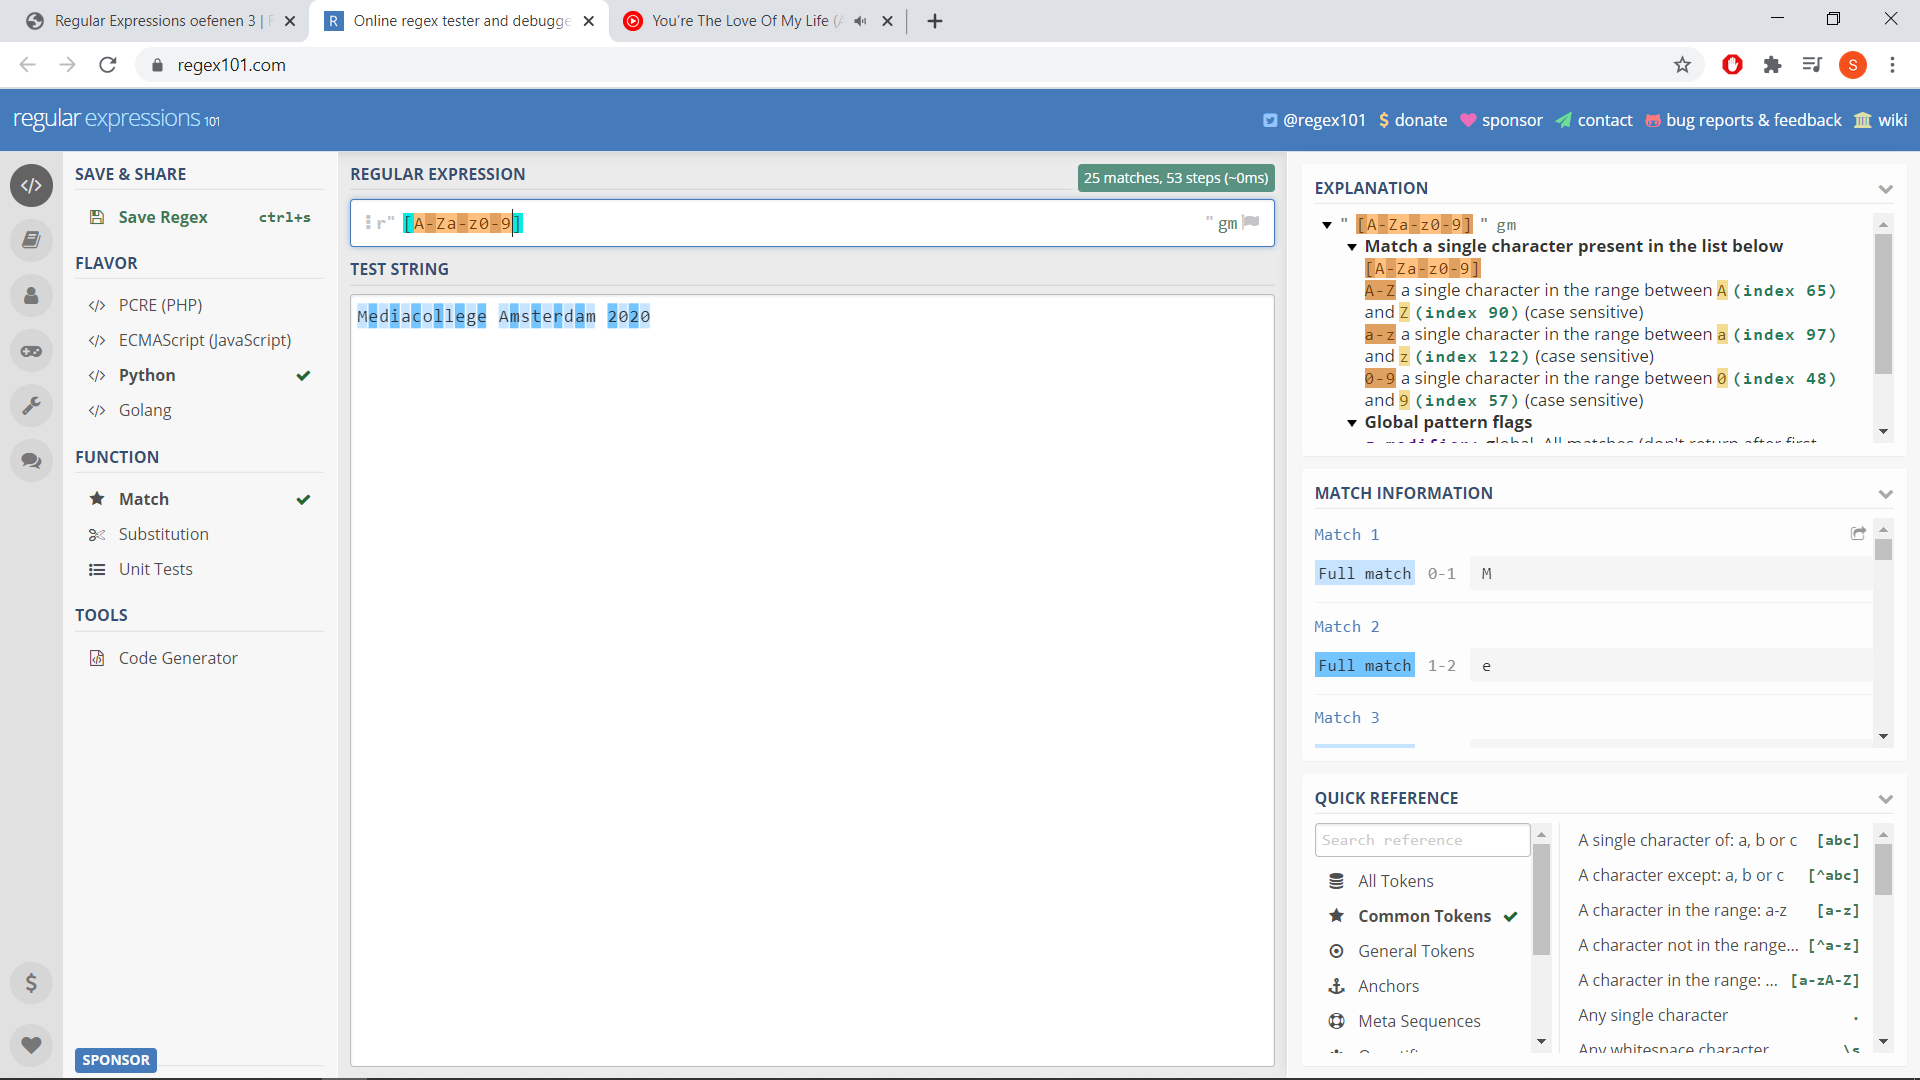 Regular Expressions oefenen 3 |
Online regex tester and debugge
You're The Love Of My Life (
regex101.com
S
regular expressions 101
@regex101
$ donate
sponsor
contact
bug reports & feedback
wiki
SAVE & SHARE
Save Regex ctrl+s
FLAVOR
</> PCRE (PHP)
</> ECMAScript (JavaScript)
</> Python
</> Golang
FUNCTION
Match
Substitution
Unit Tests
TOOLS
Code Generator
SPONSOR
REGULAR EXPRESSION
25 matches, 53 steps (~0ms)
r" [A-Za-z0-9] " gm
TEST STRING
Mediacollege Amsterdam 2020
EXPLANATION
" [A-Za-z0-9] " gm
Match a single character present in the list below
[A-Za-z0-9]
A-Z a single character in the range between A (index 65)
and Z (index 90) (case sensitive)
a-z a single character in the range between a (index 97)
and z (index 122) (case sensitive)
0-9 a single character in the range between 0 (index 48)
and 9 (index 57) (case sensitive)
Global pattern flags
g modifier: global. All matches (don't return after first
MATCH INFORMATION
Match 1
Full match 0-1 M
Match 2
Full match 1-2 e
Match 3
QUICK REFERENCE
Search reference
All Tokens
Common Tokens
General Tokens
Anchors
Meta Sequences
A single character of: a, b or c [abc]
A character except: a, b or c [^abc]
A character in the range: a-z [a-z]
A character not in the range... [^a-z]
A character in the range: ... [a-zA-Z]
Any single character .
Any whitespace character \s